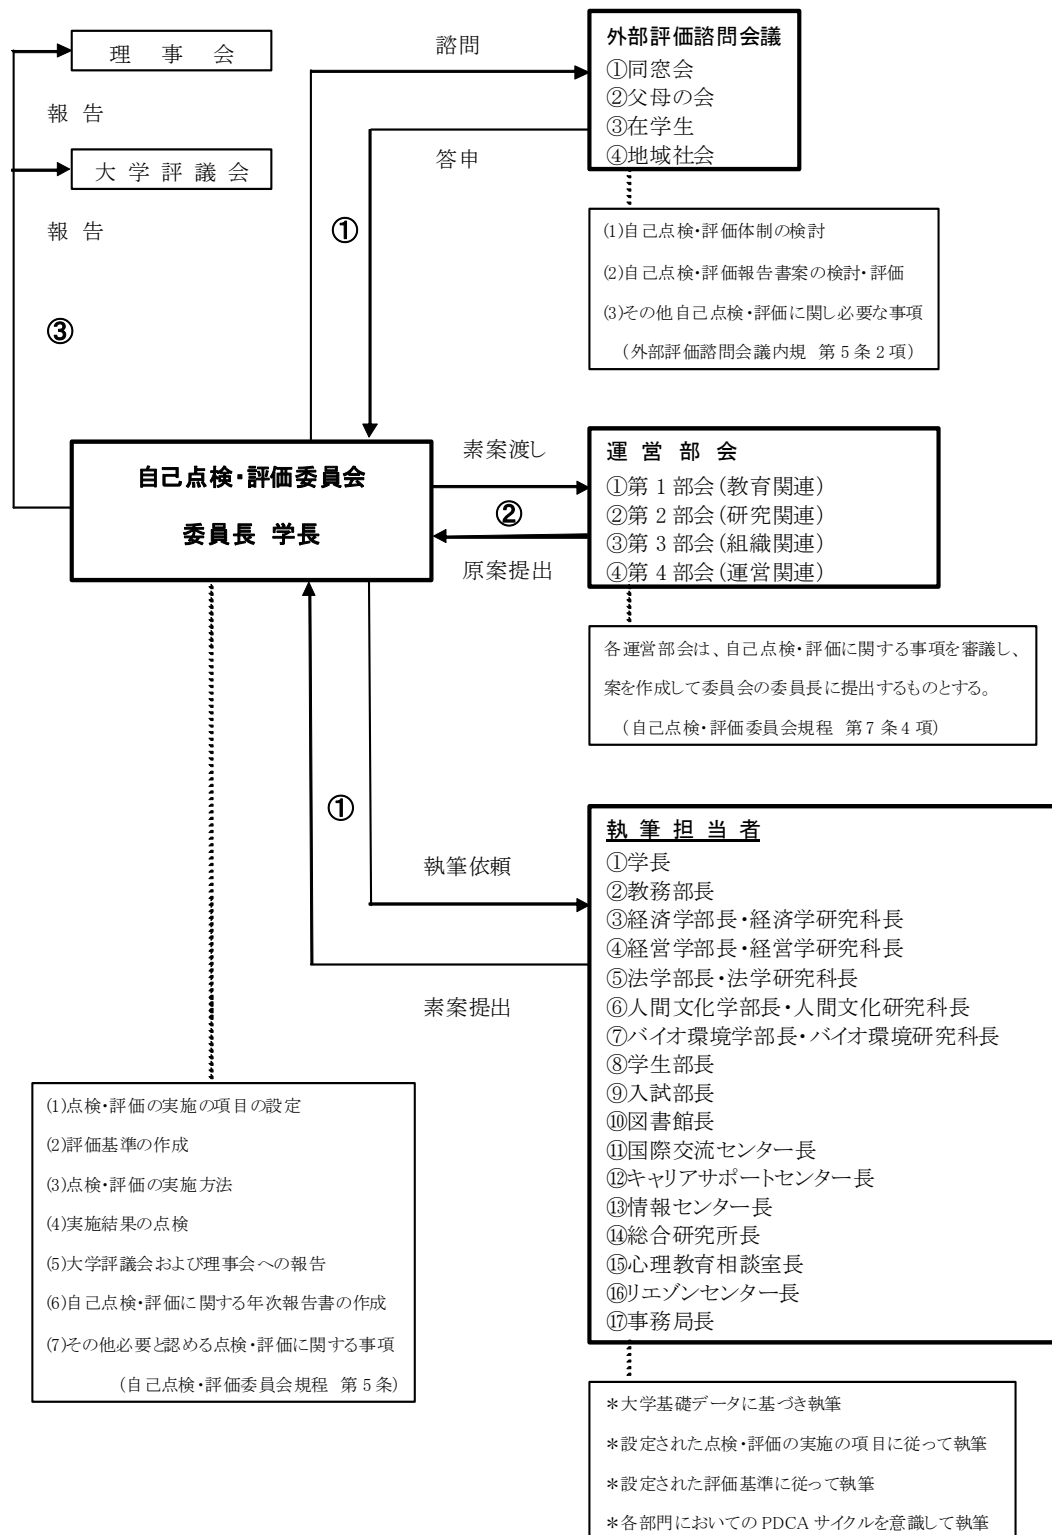 理 事 会
報 告
大 学 評 議 会
報 告
③
諮問
答申
①
外部評価諮問会議
①同窓会
②父母の会
③在学生
④地域社会
(1)自己点検・評価体制の検討
(2)自己点検・評価報告書案の検討・評価
(3)その他自己点検・評価に関し必要な事項
(外部評価諮問会議内規 第5条2項)
自己点検・評価委員会
委員長 学長
素案渡し
②
原案提出
運 営 部 会
①第1部会(教育関連)
②第2部会(研究関連)
③第3部会(組織関連)
④第4部会(運営関連)
各運営部会は、自己点検・評価に関する事項を審議し、
案を作成して委員会の委員長に提出するものとする。
(自己点検・評価委員会規程 第7条4項)
①
執筆依頼
素案提出
執 筆 担 当 者
①学長
②教務部長
③経済学部長・経済学研究科長
④経営学部長・経営学研究科長
⑤法学部長・法学研究科長
⑥人間文化学部長・人間文化研究科長
⑦バイオ環境学部長・バイオ環境研究科長
⑧学生部長
⑨入試部長
⑩図書館長
⑪国際交流センター長
⑫キャリアサポートセンター長
⑬情報センター長
⑭総合研究所長
⑮心理教育相談室長
⑯リエゾンセンター長
⑰事務局長
(1)点検・評価の実施の項目の設定
(2)評価基準の作成
(3)点検・評価の実施方法
(4)実施結果の点検
(5)大学評議会および理事会への報告
(6)自己点検・評価に関する年次報告書の作成
(7)その他必要と認める点検・評価に関する事項
(自己点検・評価委員会規程 第5条)
＊大学基礎データに基づき執筆
＊設定された点検・評価の実施の項目に従って執筆
＊設定された評価基準に従って執筆
＊各部門においてのPDCAサイクルを意識して執筆